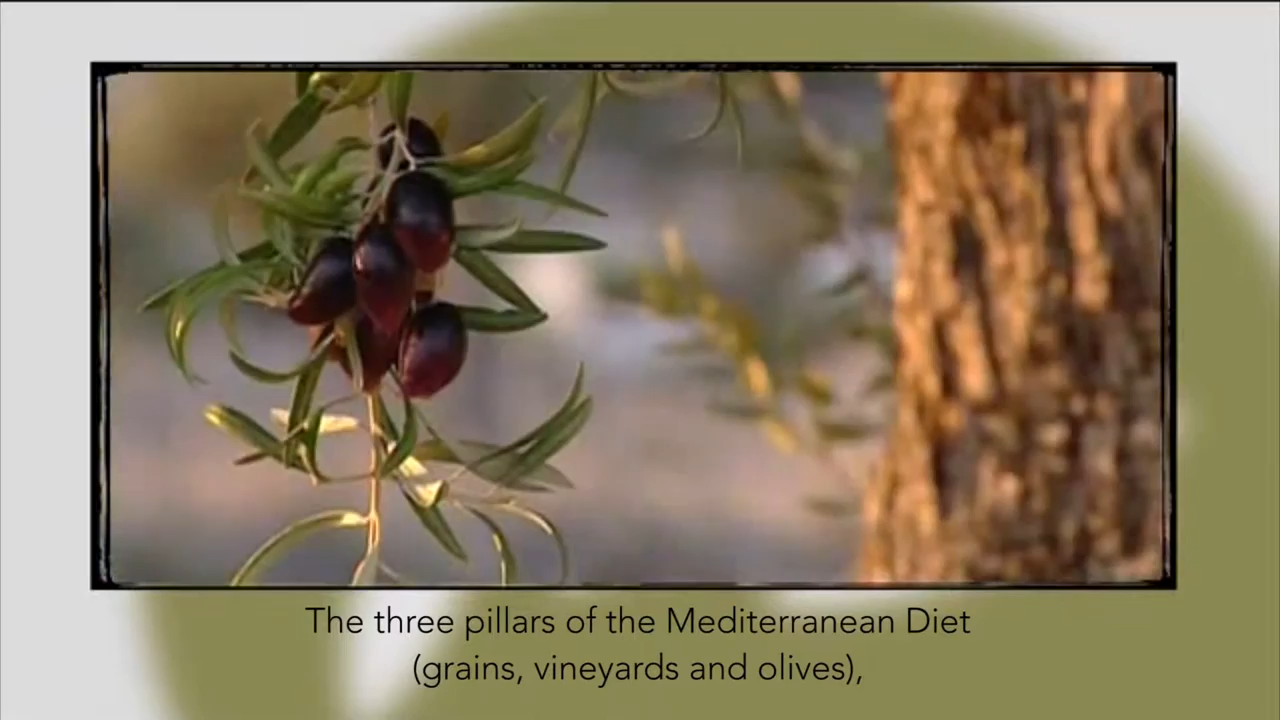 The three pillars of the Mediterranean Diet
(grains, vineyards and olives),